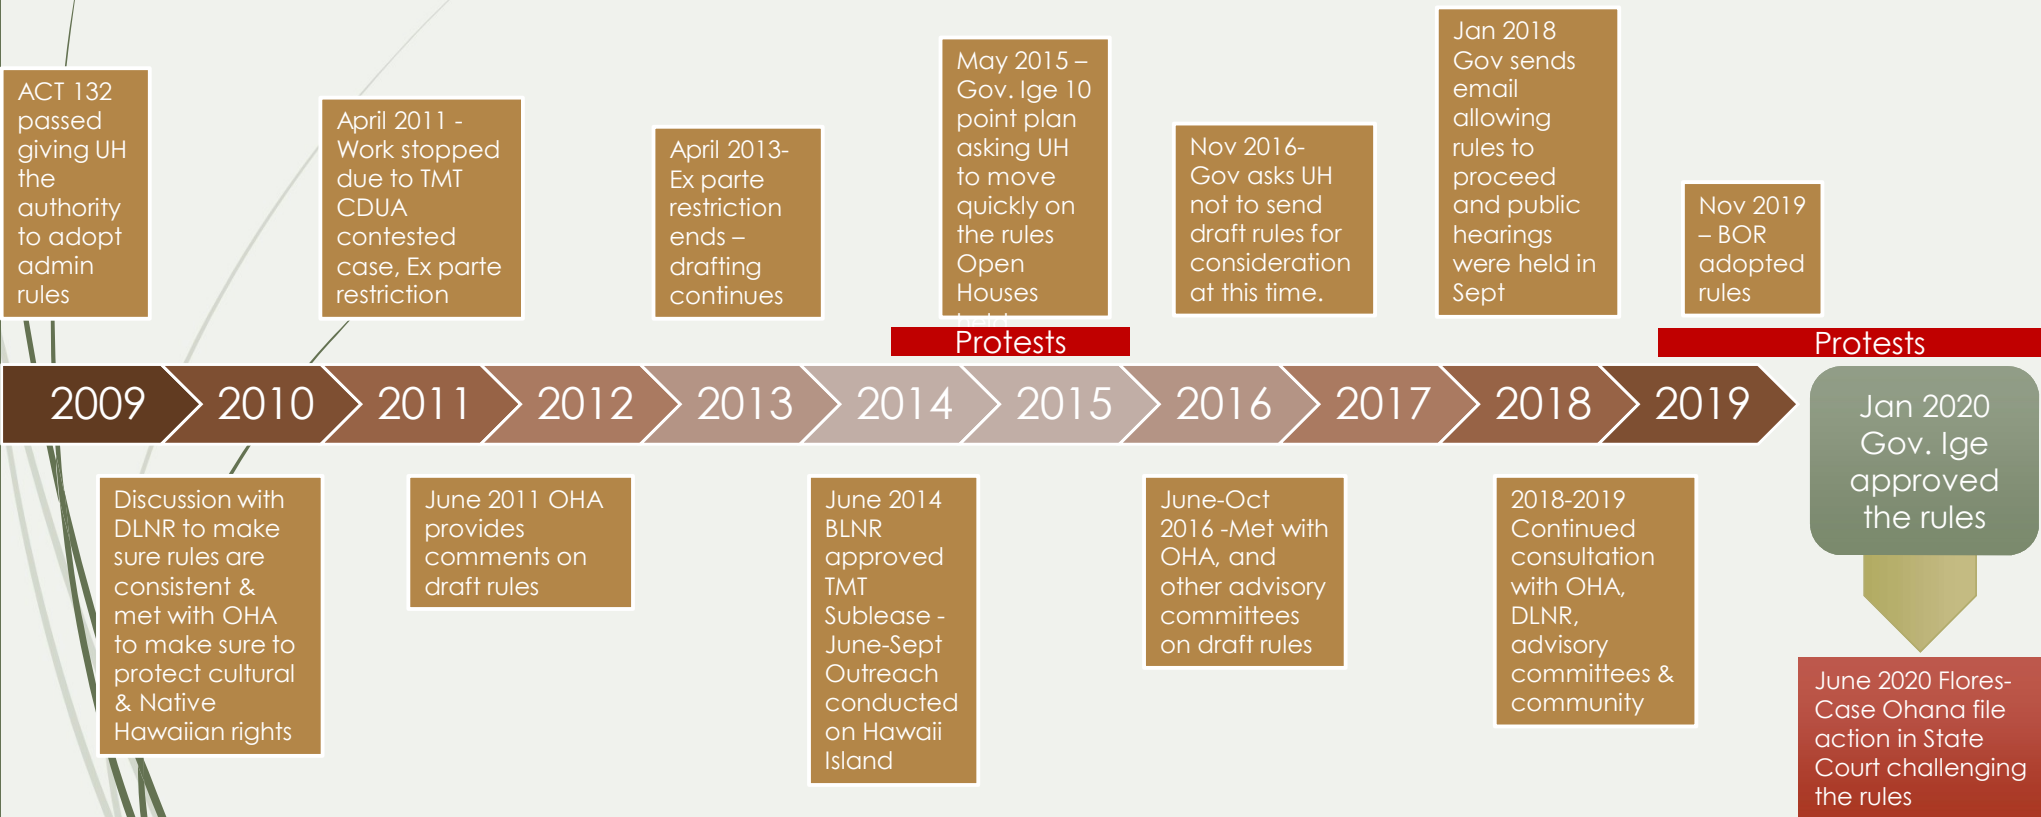 ACT 132
passed
giving UH
the
authority
to adopt
admin
rules
April 2011 -
Work stopped
due to TMT
CDUA
contested
case, Ex parte
restriction
April 2013-
Ex parte
restriction
ends –
drafting
continues
May 2015 –
Gov. Ige 10
point plan
asking UH
to move
quickly on
the rules
Open
Houses
Nov 2016-
Gov asks UH
not to send
draft rules for
consideration
at this time.
Jan 2018
Gov sends
email
allowing
rules to
proceed
and public
hearings
were held in
Sept
Nov 2019
– BOR
adopted
rules
Protests
Protests
2009
2010
2011
2012
2013
2014
2015
2016
2017
2018
2019
Jan 2020
Gov. Ige
approved
the rules
Discussion with
DLNR to make
sure rules are
consistent &
met with OHA
to make sure to
protect cultural
& Native
Hawaiian rights
June 2011 OHA
provides
comments on
draft rules
June 2014
BLNR
approved
TMT
Sublease -
June-Sept
Outreach
conducted
on Hawaii
Island
June-Oct
2016 -Met with
OHA, and
other advisory
committees
on draft rules
2018-2019
Continued
consultation
with OHA,
DLNR,
advisory
committees &
community
June 2020 Flores-
Case Ohana file
action in State
Court challenging
the rules